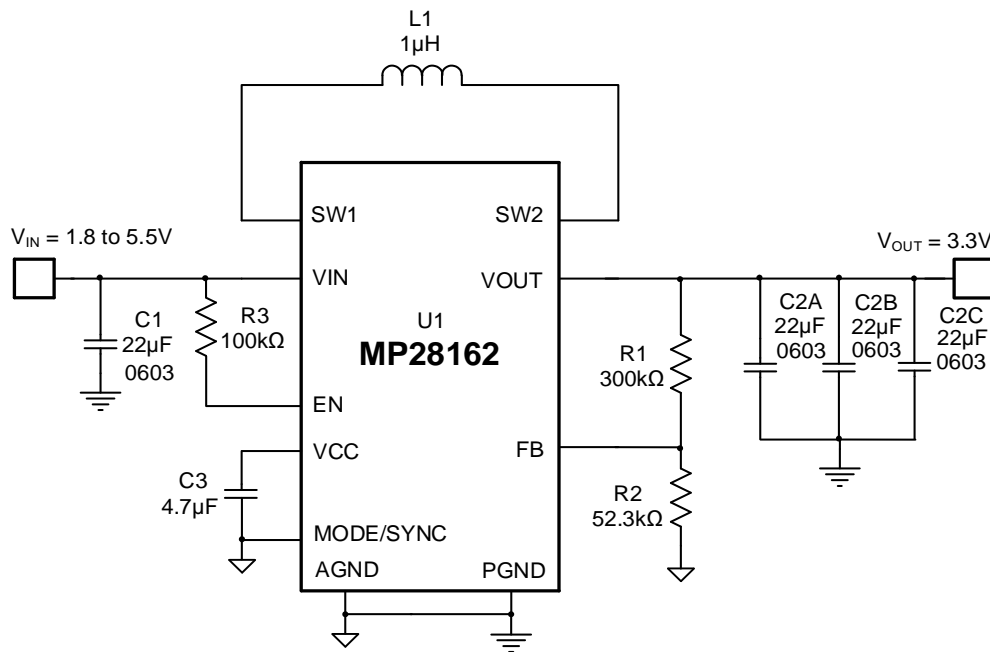 L1
1µH
SW1
SW2
V_IN = 1.8 to 5.5V
V_OUT = 3.3V
VIN
VOUT
C1
22µF
0603
R3
100kΩ
U1
MP28162
R1
300kΩ
C2A
22µF
0603
C2B
22µF
0603
C2C
22µF
0603
EN
VCC
FB
C3
4.7µF
R2
52.3kΩ
MODE/SYNC
AGND
PGND